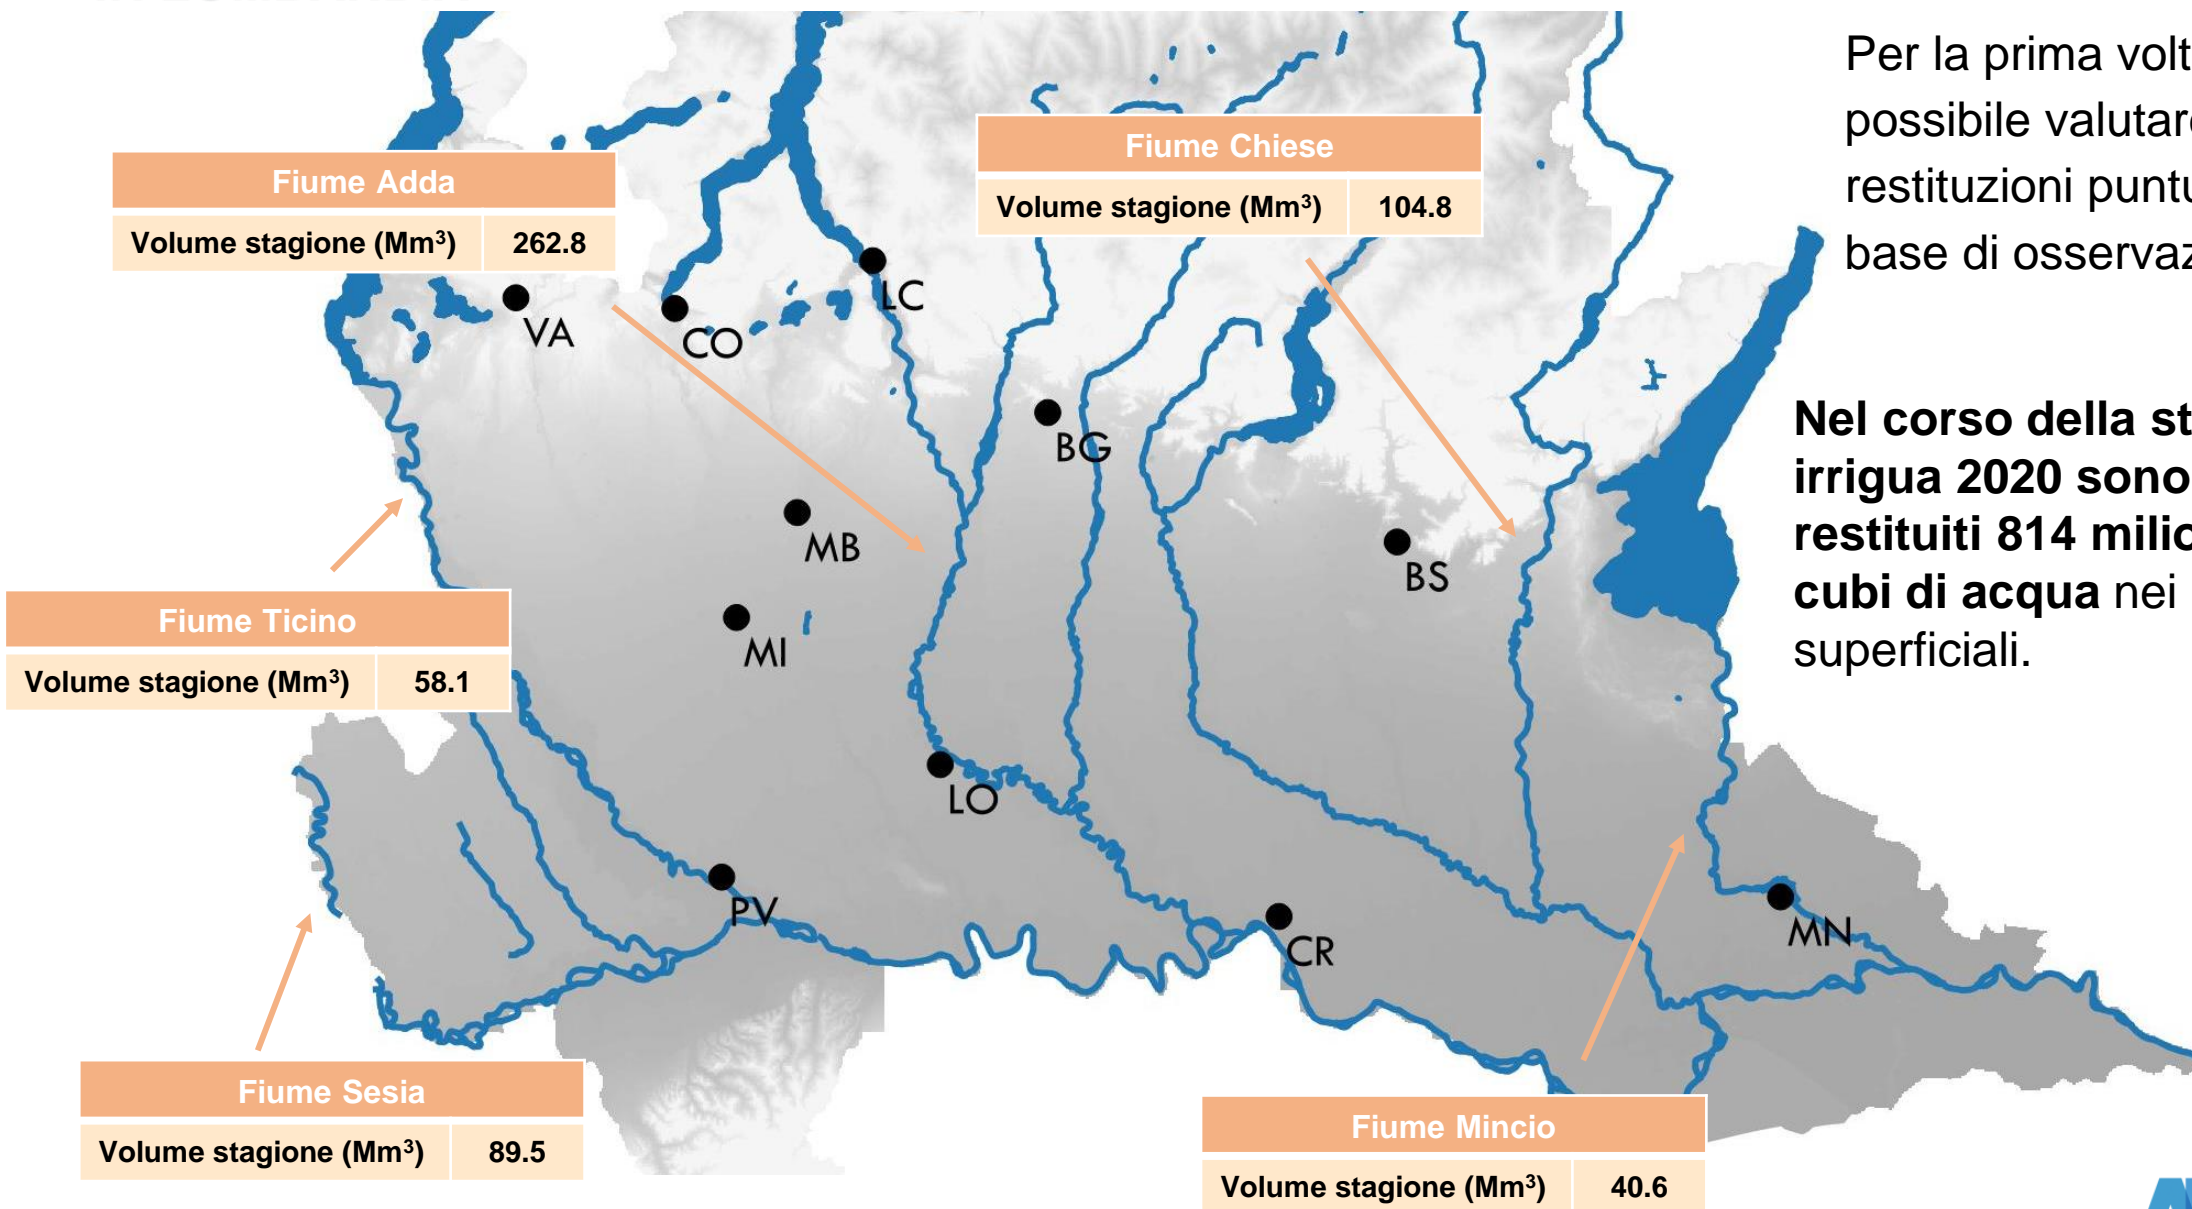 Per la prima volt
possibile valutare
restituzioni puntu
base di osservaz
Fiume Chiese
Volume stagione (Mm³) 104.8
Fiume Adda
Volume stagione (Mm³) 262.8
LC
VA
CO
Nel corso della st
irrigua 2020 sono
restituiti 814 milio
cubi di acqua nei
superficiali.
BG
MB
BS
Fiume Ticino
Volume stagione (Mm³) 58.1
MI
LO
PV
CR
MN
Fiume Sesia
Volume stagione (Mm³) 89.5
Fiume Mincio
Volume stagione (Mm³) 40.6